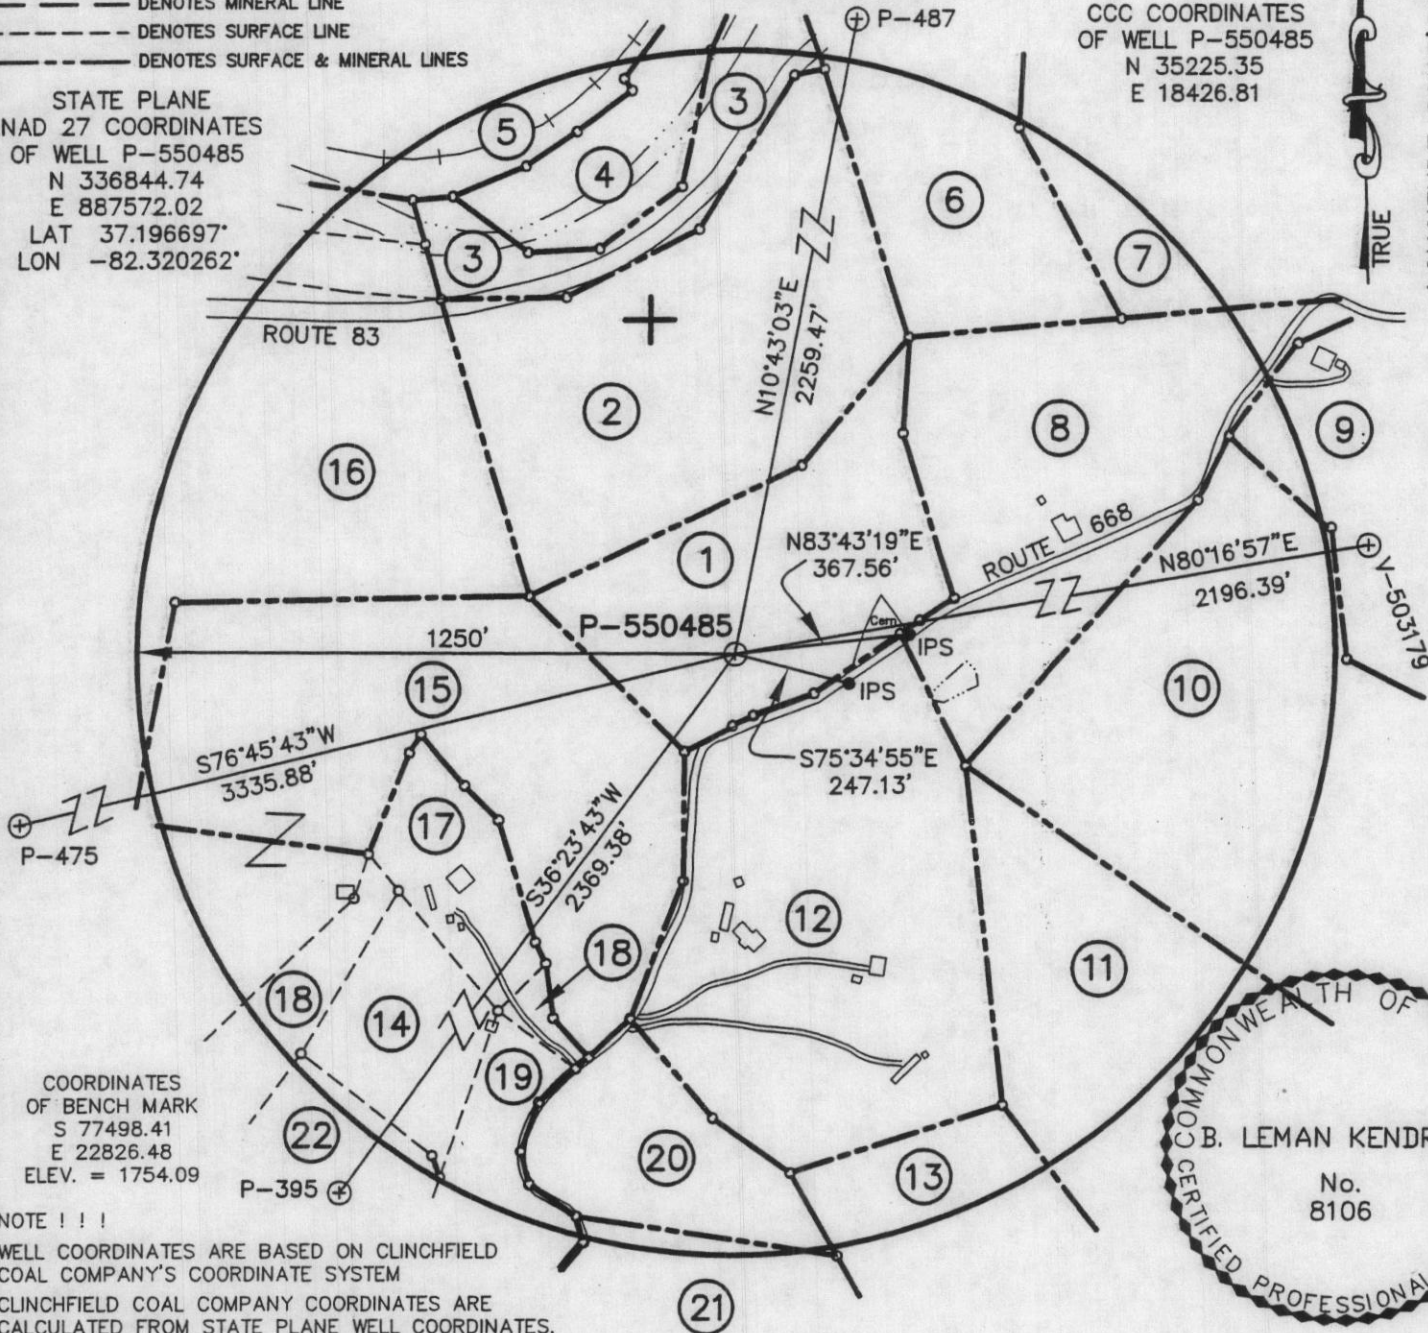 DENOTES MINERAL LINE
DENOTES SURFACE LINE
DENOTES SURFACE & MINERAL LINES
P-487
CCC COORDINATES
OF WELL P-550485
N 35225.35
E 18426.81
TRUE
STATE PLANE
NAD 27 COORDINATES
OF WELL P-550485
N 336844.74
E 887572.02
LAT 37.196697°
LON -82.320262°
5
3
4
3
6
7
ROUTE 83
N10°43'03"E
2259.47'
2
8
9
16
1
N83°43'19"E
367.56'
ROUTE 668
N80°16'57"E
2196.39'
V-503179
1250'
P-550485
Cem.
IPS
IPS
15
10
S76°45'43"W
3335.88'
S75°34'55"E
247.13'
P-475
17
S36°23'43"W
2369.38'
12
18
11
18
14
19
COORDINATES
OF BENCH MARK
S 77498.41
E 22826.48
ELEV. = 1754.09
22
P-395
20
13
21
COMMONWEALTH OF
B. LEMAN KENDR
No.
8106
CERTIFIED PROFESSIONAL
NOTE ! ! !
WELL COORDINATES ARE BASED ON CLINCHFIELD
COAL COMPANY'S COORDINATE SYSTEM
CLINCHFIELD COAL COMPANY COORDINATES ARE
CALCULATED FROM STATE PLANE WELL COORDINATES.